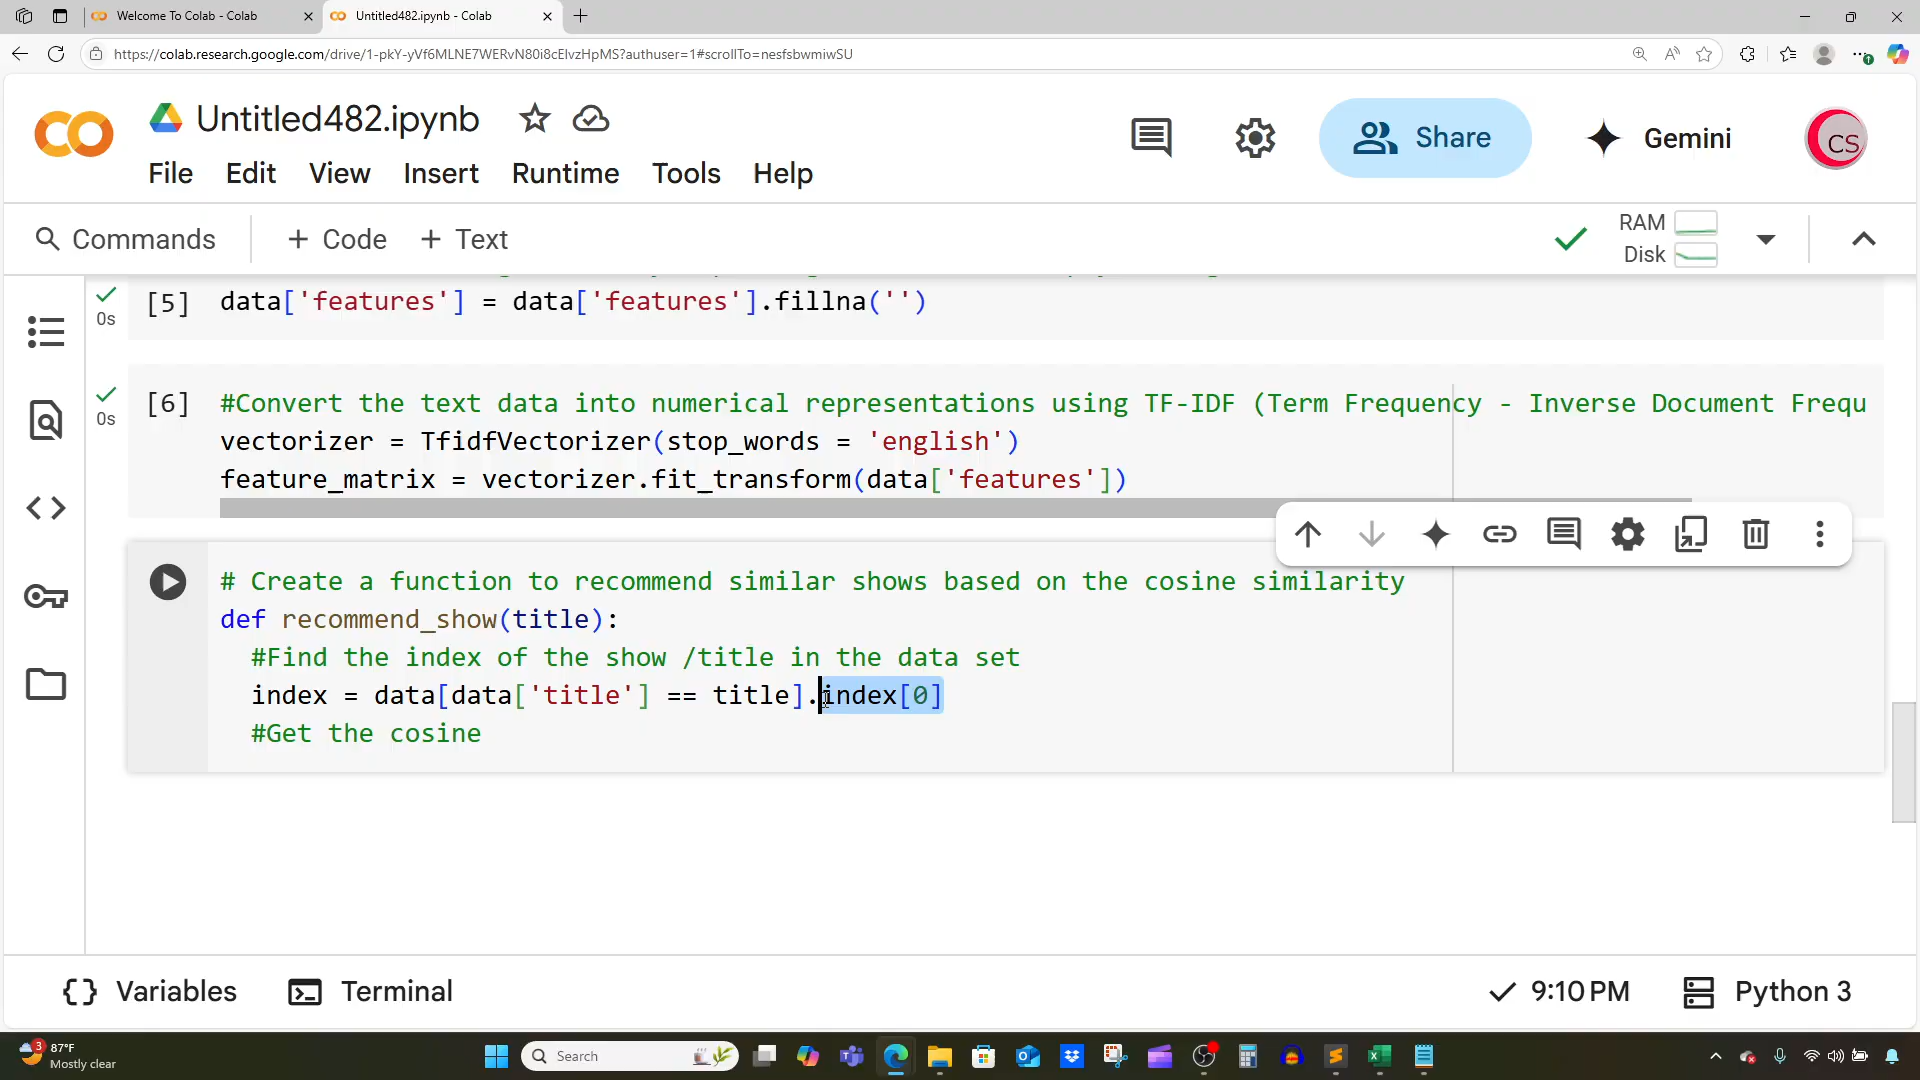 Welcome To Colab - Colab
Untitled482.ipynb - Colab
https://colab.research.google.com/drive/1-pkY-yVf6MLNE7WERvN80i8cElvzHpMS?authuser=1#scrollTo=nesfsbwmiwSU
Untitled482.ipynb
Share
Gemini
CS
File Edit View Insert Runtime Tools Help
Commands
+ Code + Text
RAM
Disk
0s
[5] data['features'] = data['features'].fillna('')
0s
[6] #Convert the text data into numerical representations using TF-IDF (Term Frequency - Inverse Document Frequ
vectorizer = TfidfVectorizer(stop_words = 'english')
feature_matrix = vectorizer.fit_transform(data['features'])
# Create a function to recommend similar shows based on the cosine similarity
def recommend_show(title):
#Find the index of the show /title in the data set
index = data[data['title'] == title].index[0]
#Get the cosine
Variables
Terminal
9:10 PM
Python 3
3
87°F
Mostly clear
Search